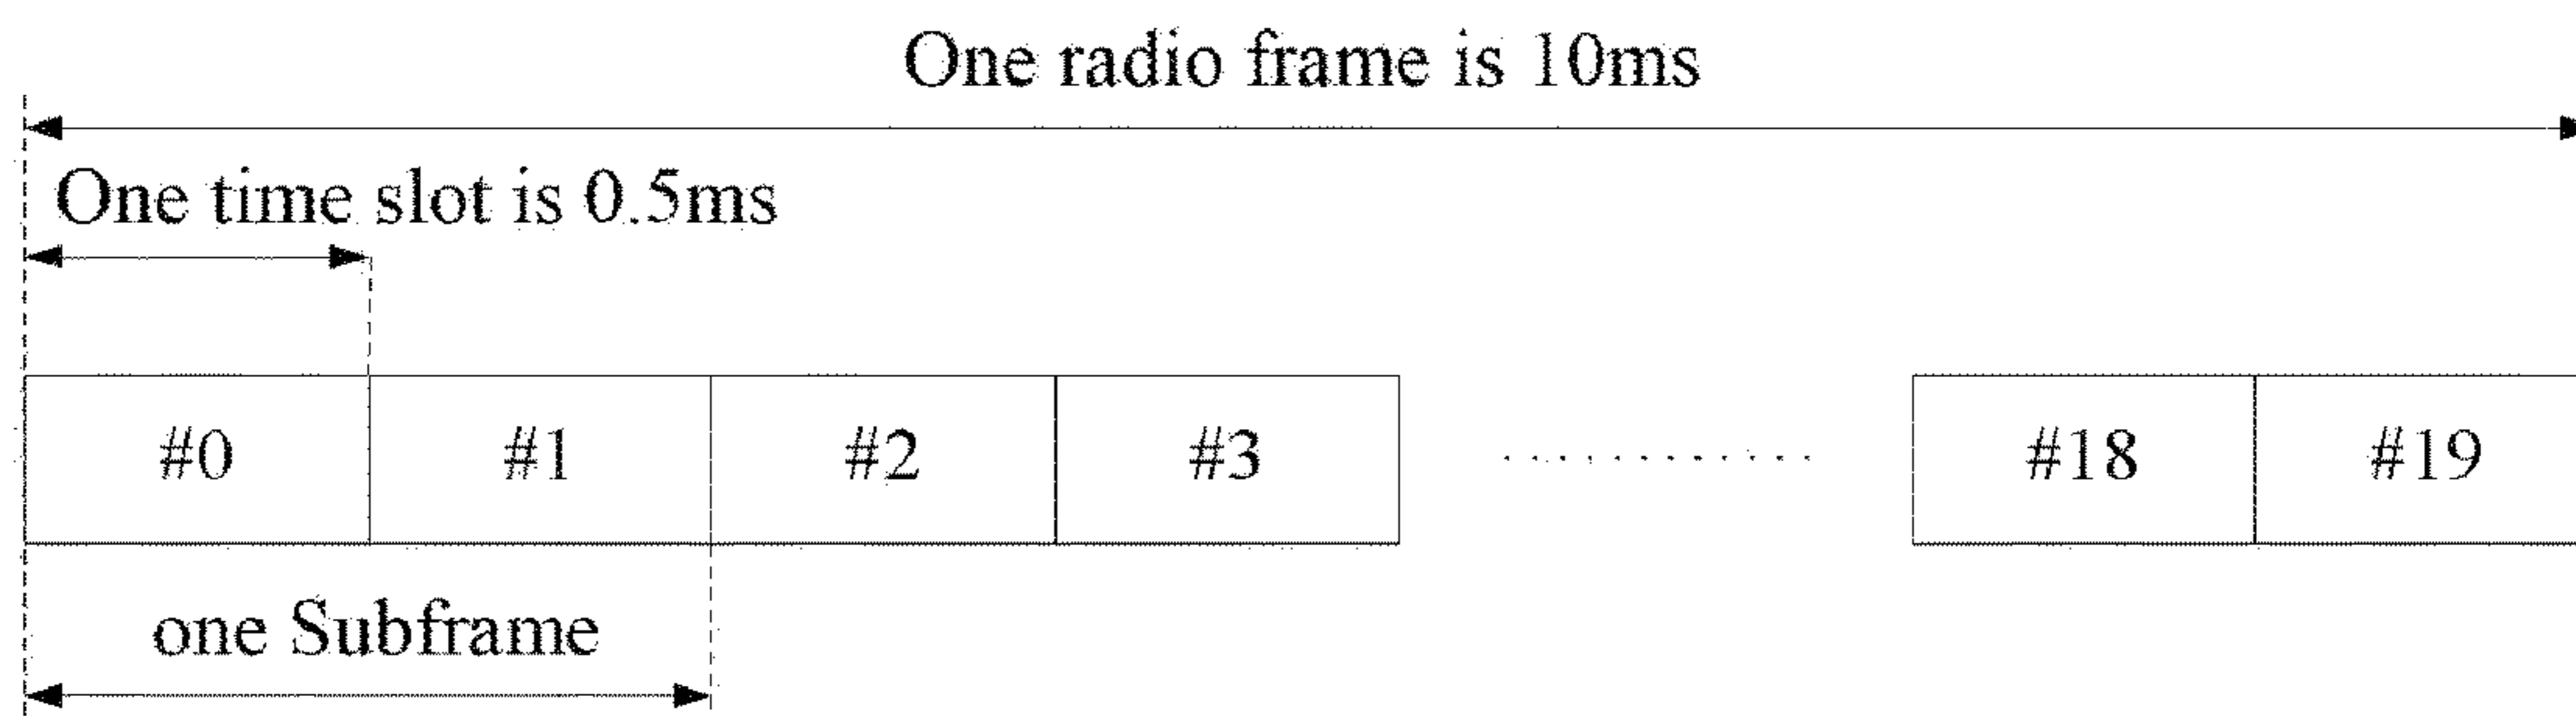 One radio frame is 10ms
One time slot is 0.5ms
#0 #1 #2 #3 .......... #18 #19
one Subframe